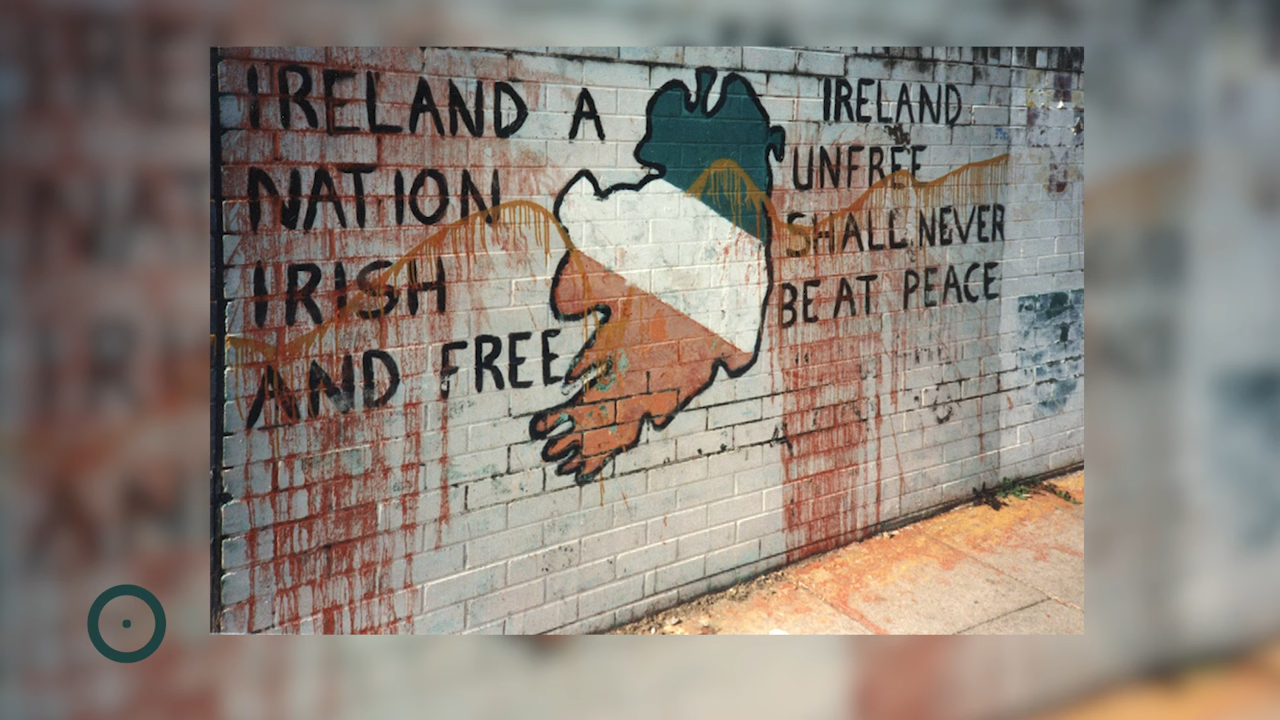 IRELAND A
NATION
IRISH
AND FREE
IRELAND
UNFREE
SHALL NEVER
BE AT PEACE